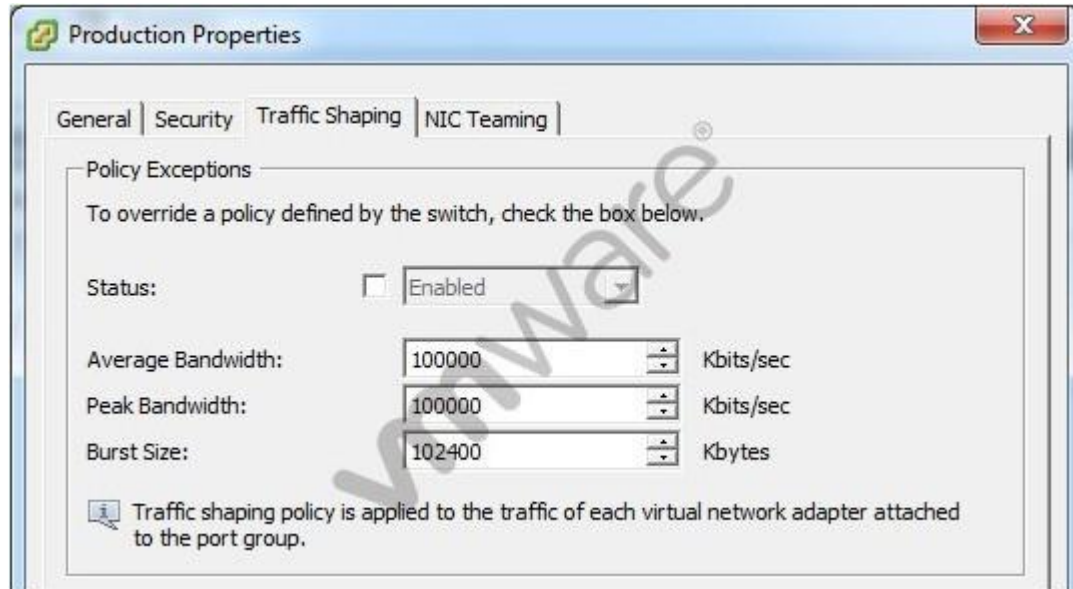 Production Properties
General Security Traffic Shaping NIC Teaming
Policy Exceptions
To override a policy defined by the switch, check the box below.
Status: Enabled
Average Bandwidth: 100000 Kbits/sec
Peak Bandwidth: 100000 Kbits/sec
Burst Size: 102400 Kbytes
Traffic shaping policy is applied to the traffic of each virtual network adapter attached
to the port group.
vmware®